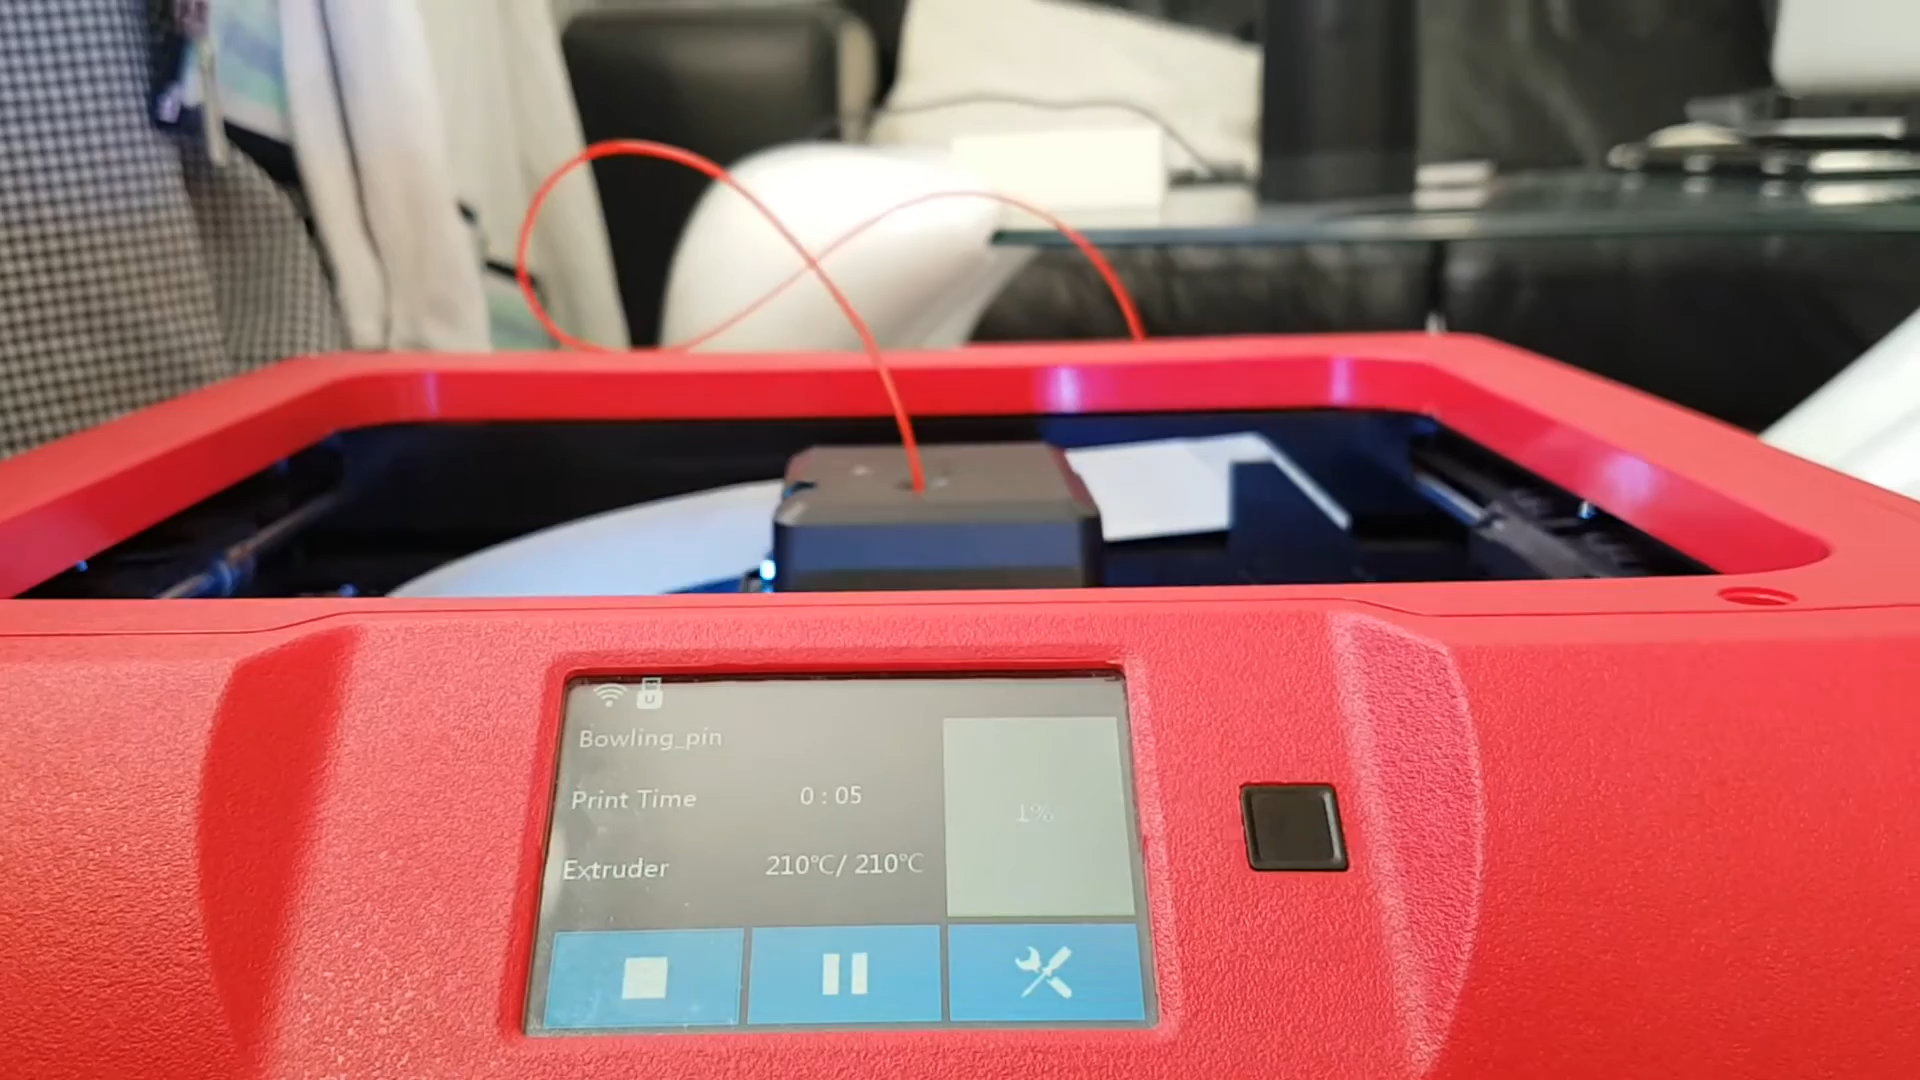 Bowling_pin
Print Time 0 : 05
1%
Extruder 210℃/ 210℃